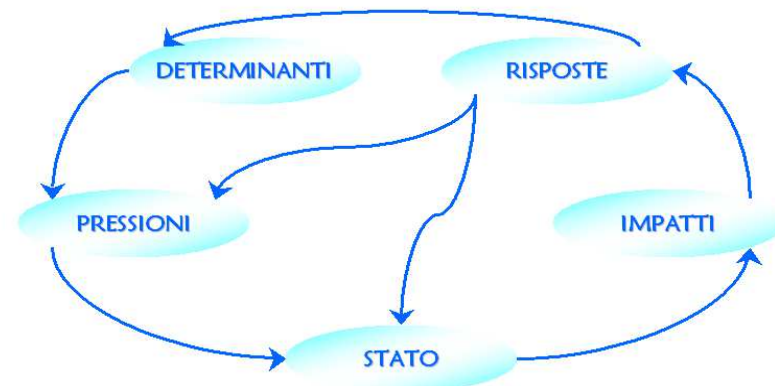 DETERMINANTI
RISPOSTE
PRESSIONI
IMPATTI
STATO